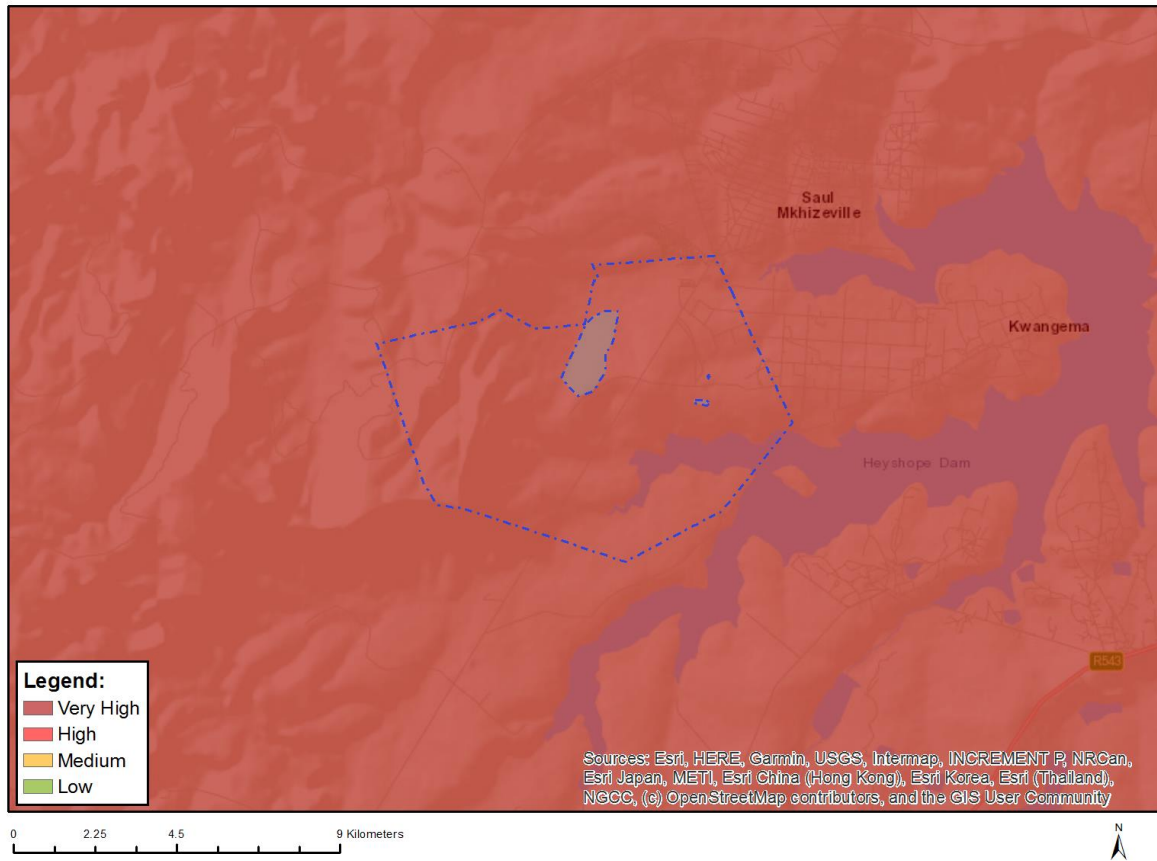 Saul
Mkhizeville
Kwangema
Heyshope Dam
R543
Legend:
Very High
High
Medium
Low
Sources: Esri, HERE, Garmin, USGS, Intermap, INCREMENT P, NRCan,
Esri Japan, METI, Esri China (Hong Kong), Esri Korea, Esri (Thailand),
NGCC, (c) OpenStreetMap contributors, and the GIS User Community
0 2.25 4.5 9 Kilometers
N